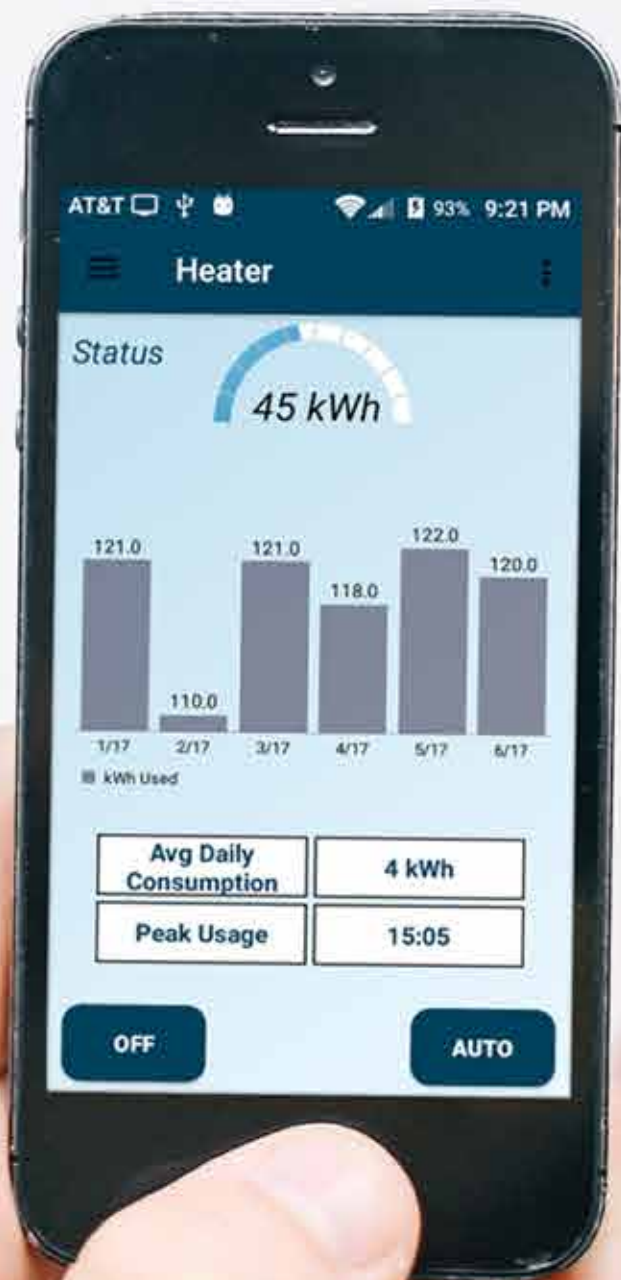 AT&T 93% 9:21 PM
Heater
Status
45 kWh
121.0 110.0 121.0 118.0 122.0 120.0
1/17 2/17 3/17 4/17 5/17 6/17
kWh Used
Avg Daily
Consumption
4 kWh
Peak Usage 15:05
OFF AUTO